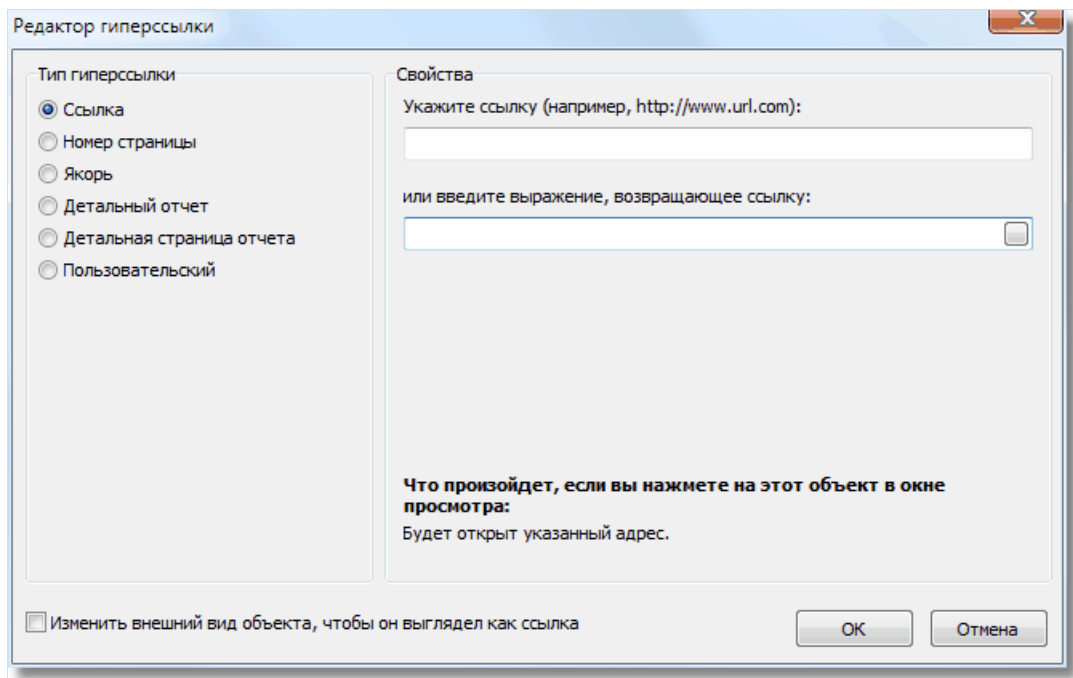 Редактор гиперссылки
Тип гиперссылки
Ссылка
Номер страницы
Якорь
Детальный отчет
Детальная страница отчета
Пользовательский
Свойства
Укажите ссылку (например, http://www.url.com):
или введите выражение, возвращающее ссылку:
Что произойдет, если вы нажмете на этот объект в окне
просмотра:
Будет открыт указанный адрес.
Изменить внешний вид объекта, чтобы он выглядел как ссылка
OK
Отмена